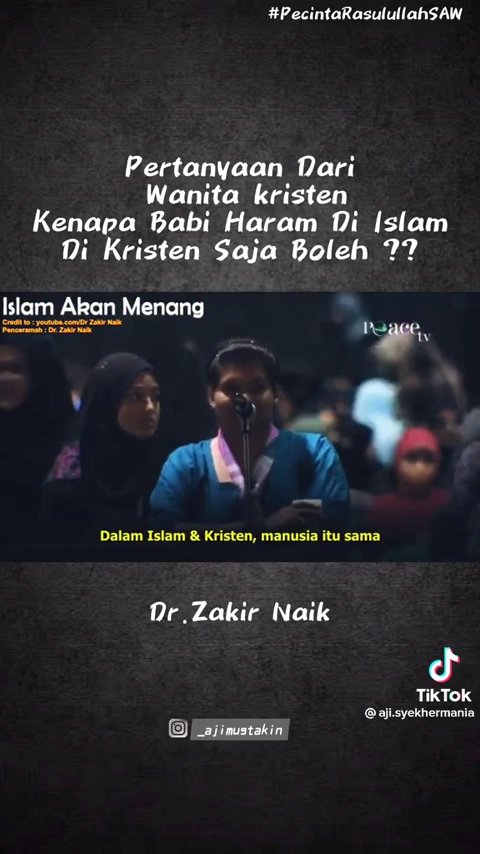 #PecintaRasulullahSAW
Pertanyaan Dari
Wanita kristen
Kenapa Babi Haram Di Islam
Di Kristen Saja Boleh ??
Islam Akan Menang
Credit to : youtube.com/Dr Zakir Naik
Penceramah : Dr. Zakir Naik
Peace tv
Dalam Islam & Kristen, manusia itu sama
Dr.Zakir Naik
TikTok
@aji.syekhermania
_ajimustakin